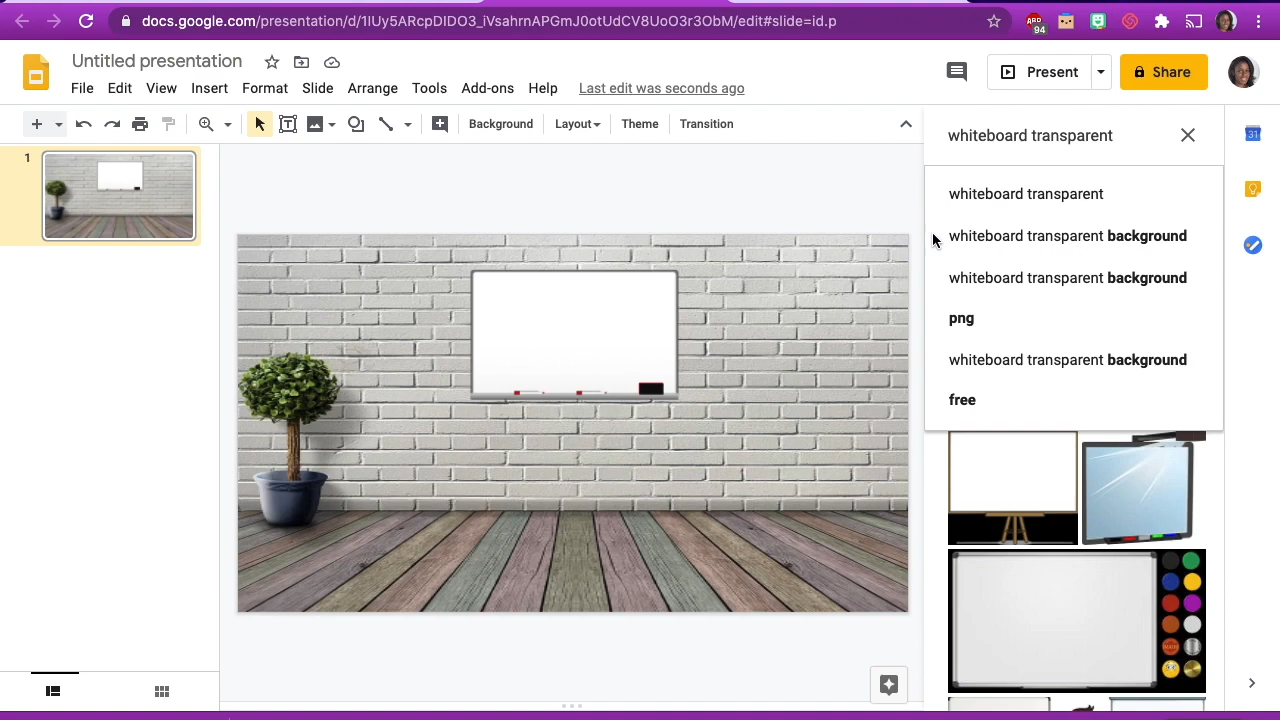 docs.google.com/presentation/d/1lUy5ARcpDIDO3_iVsahrnAPGmJ0otUdCV8UoO3r3ObM/edit#slide=id.p
94
Untitled presentation
File Edit View Insert Format Slide Arrange Tools Add-ons Help Last edit was seconds ago
Present
Share
Background Layout Theme Transition
whiteboard transparent
1
whiteboard transparent
whiteboard transparent background
whiteboard transparent background
png
whiteboard transparent background
free
31